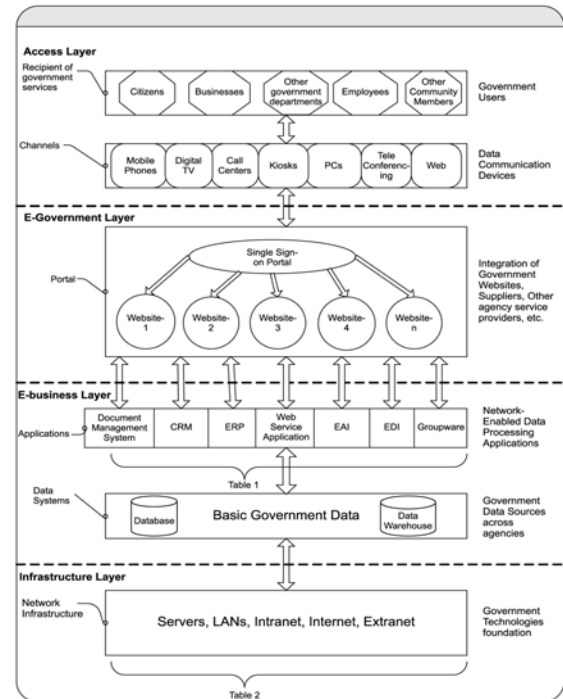 Access Layer
Recipient of
government
services
Citizens
Businesses
Other
government
departments
Employees
Other
Community
Members
Government
Users
Channels
Mobile
Phones
Digital
TV
Call
Centers
Kiosks
PCs
Tele
Conferenc-
ing
Web
Data
Communication
Devices
E-Government Layer
Portal
Single Sign-
on Portal
Website-
1
Website-
2
Website-
3
Website-
4
Website-
n
Integration of
Government
Websites,
Suppliers, Other
agency service
providers, etc.
E-business Layer
Applications
Document
Management
System
CRM
ERP
Web
Service
Application
EAI
EDI
Groupware
Network-
Enabled Data
Processing
Applications
Table 1
Data
Systems
Database
Basic Government Data
Data
Warehouse
Government
Data Sources
across
agencies
Infrastructure Layer
Network
Infrastructure
Servers, LANs, Intranet, Internet, Extranet
Government
Technologies
foundation
Table 2